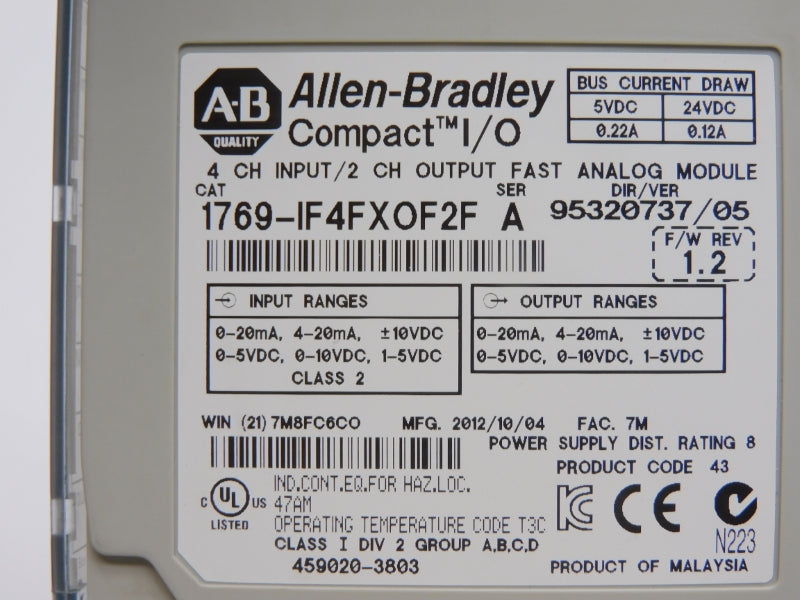 A-B QUALITY
Allen-Bradley
Compact™ I/O
BUS CURRENT DRAW
5VDC 24VDC
0.22A 0.12A
4 CH INPUT/2 CH OUTPUT FAST ANALOG MODULE
CAT SER DIR/VER
1769-IF4FXOF2F A 95320737/05
F/W REV
1.2
INPUT RANGES
0-20mA, 4-20mA, ±10VDC
0-5VDC, 0-10VDC, 1-5VDC
CLASS 2
OUTPUT RANGES
0-20mA, 4-20mA, ±10VDC
0-5VDC, 0-10VDC, 1-5VDC
WIN (21) 7M8FC6CO MFG. 2012/10/04 FAC. 7M
POWER SUPPLY DIST. RATING 8
PRODUCT CODE 43
C UL US
LISTED
IND.CONT.EQ.FOR HAZ.LOC.
47AM
OPERATING TEMPERATURE CODE T3C
CLASS I DIV 2 GROUP A,B,C,D
459020-3803
KC CE
N223
PRODUCT OF MALAYSIA